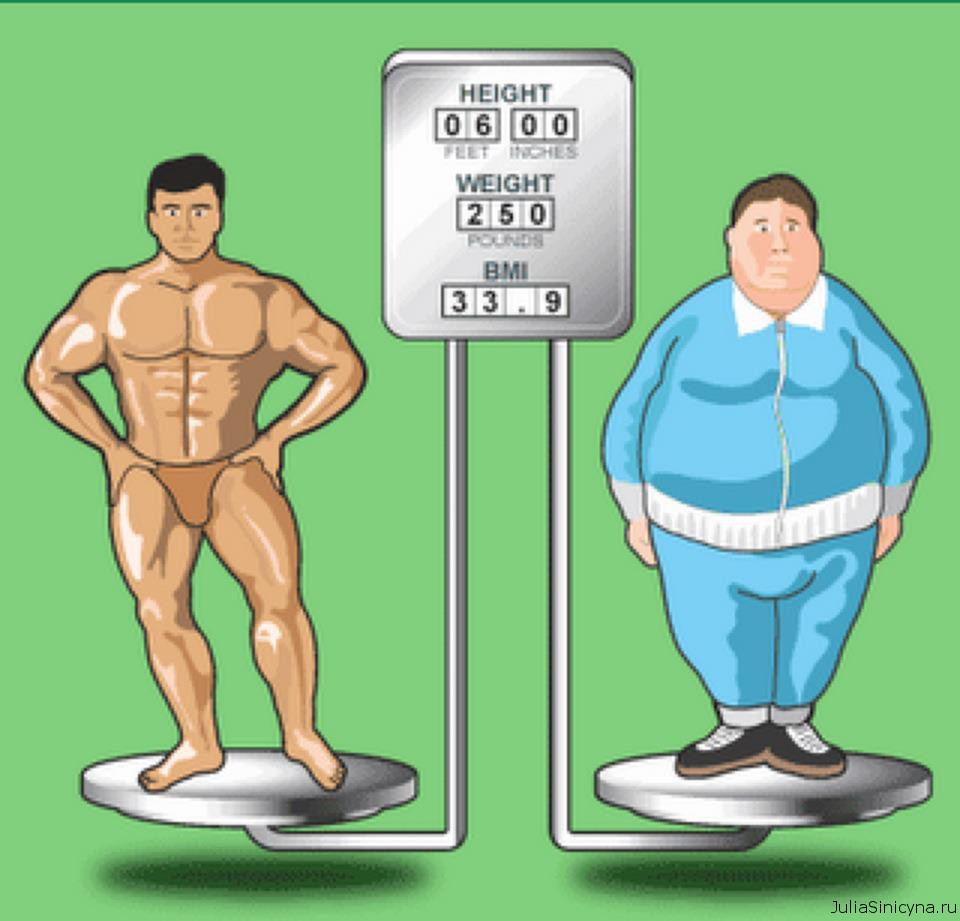 HEIGHT
06 00
FEET INCHES
WEIGHT
250
POUNDS
BMI
33.9
JuliaSinicyna.ru